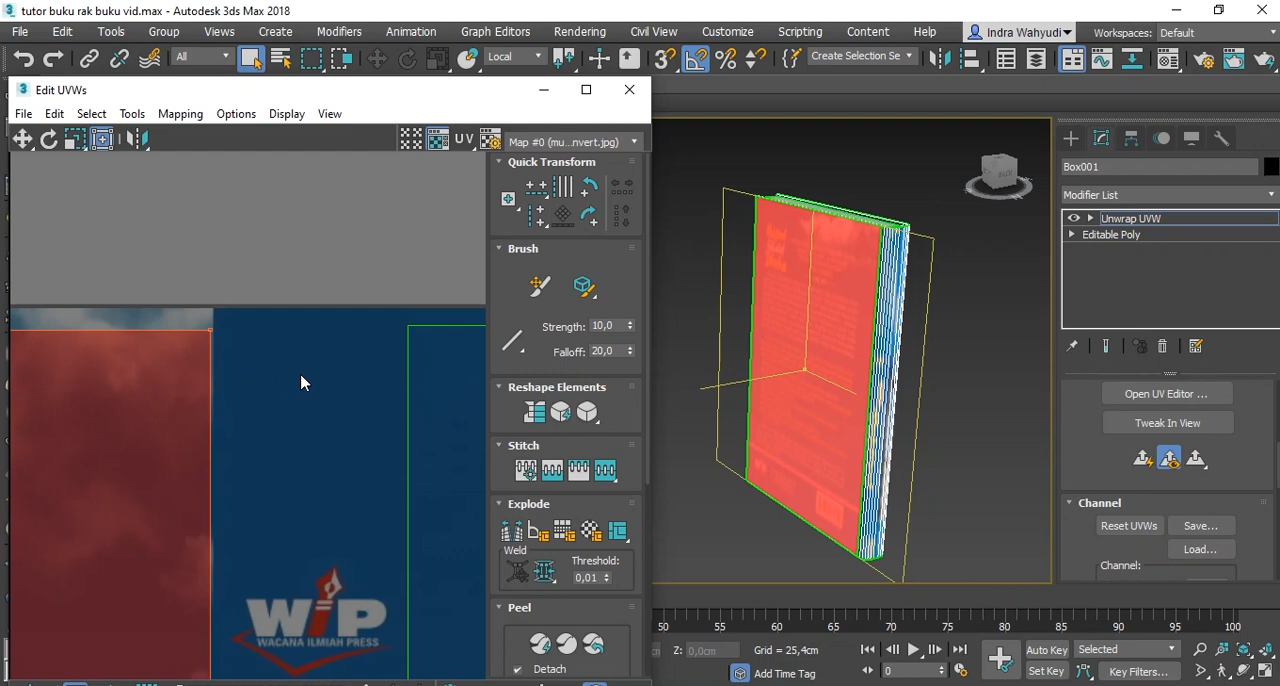 tutor buku rak buku vid.max - Autodesk 3ds Max 2018
File Edit Tools Group Views Create Modifiers Animation Graph Editors Rendering Civil View Customize Scripting Content Help Indra Wahyudi Workspaces: Default
All Local Create Selection Se
Edit UVWs
File Edit Select Tools Mapping Options Display View
UV Map #0 (mu...nvert.jpg)
Quick Transform
Brush
Strength: 10,0
Falloff: 20,0
Reshape Elements
Stitch
Explode
Weld
Threshold:
0,01
Peel
Detach
WiP
WACANA ILMIAH PRESS
Box001
Modifier List
Unwrap UVW
Editable Poly
Open UV Editor ...
Tweak In View
Channel
Reset UVWs Save...
Load...
Channel:
50 55 60 65 70 75 80 85 90 95 100
Z: 0,0cm Grid = 25,4cm Auto Key Selected
Add Time Tag 0 Set Key Key Filters...